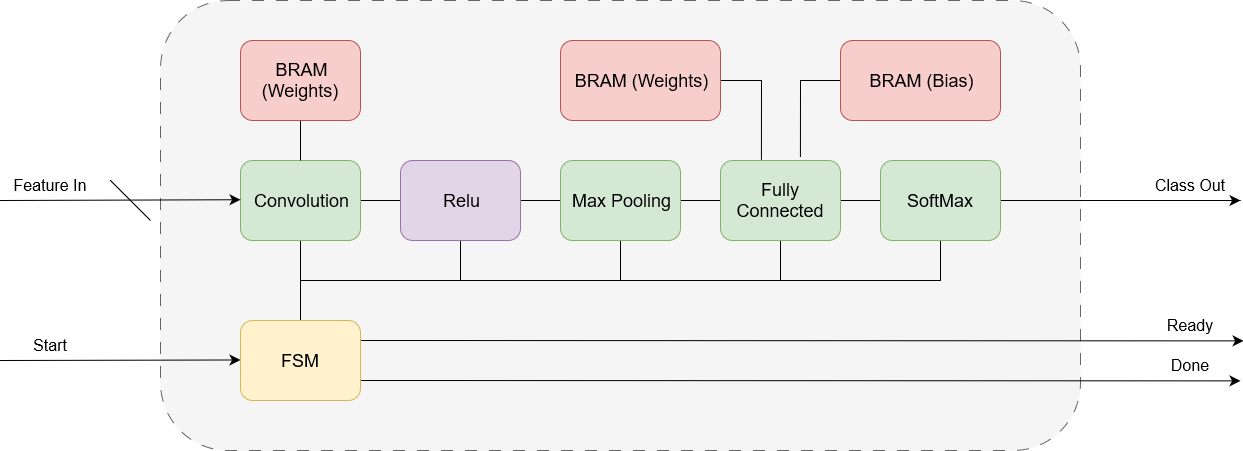 BRAM
(Weights)
BRAM (Weights)
BRAM (Bias)
Feature In
Convolution
Relu
Max Pooling
Fully
Connected
SoftMax
Class Out
Start
FSM
Ready
Done